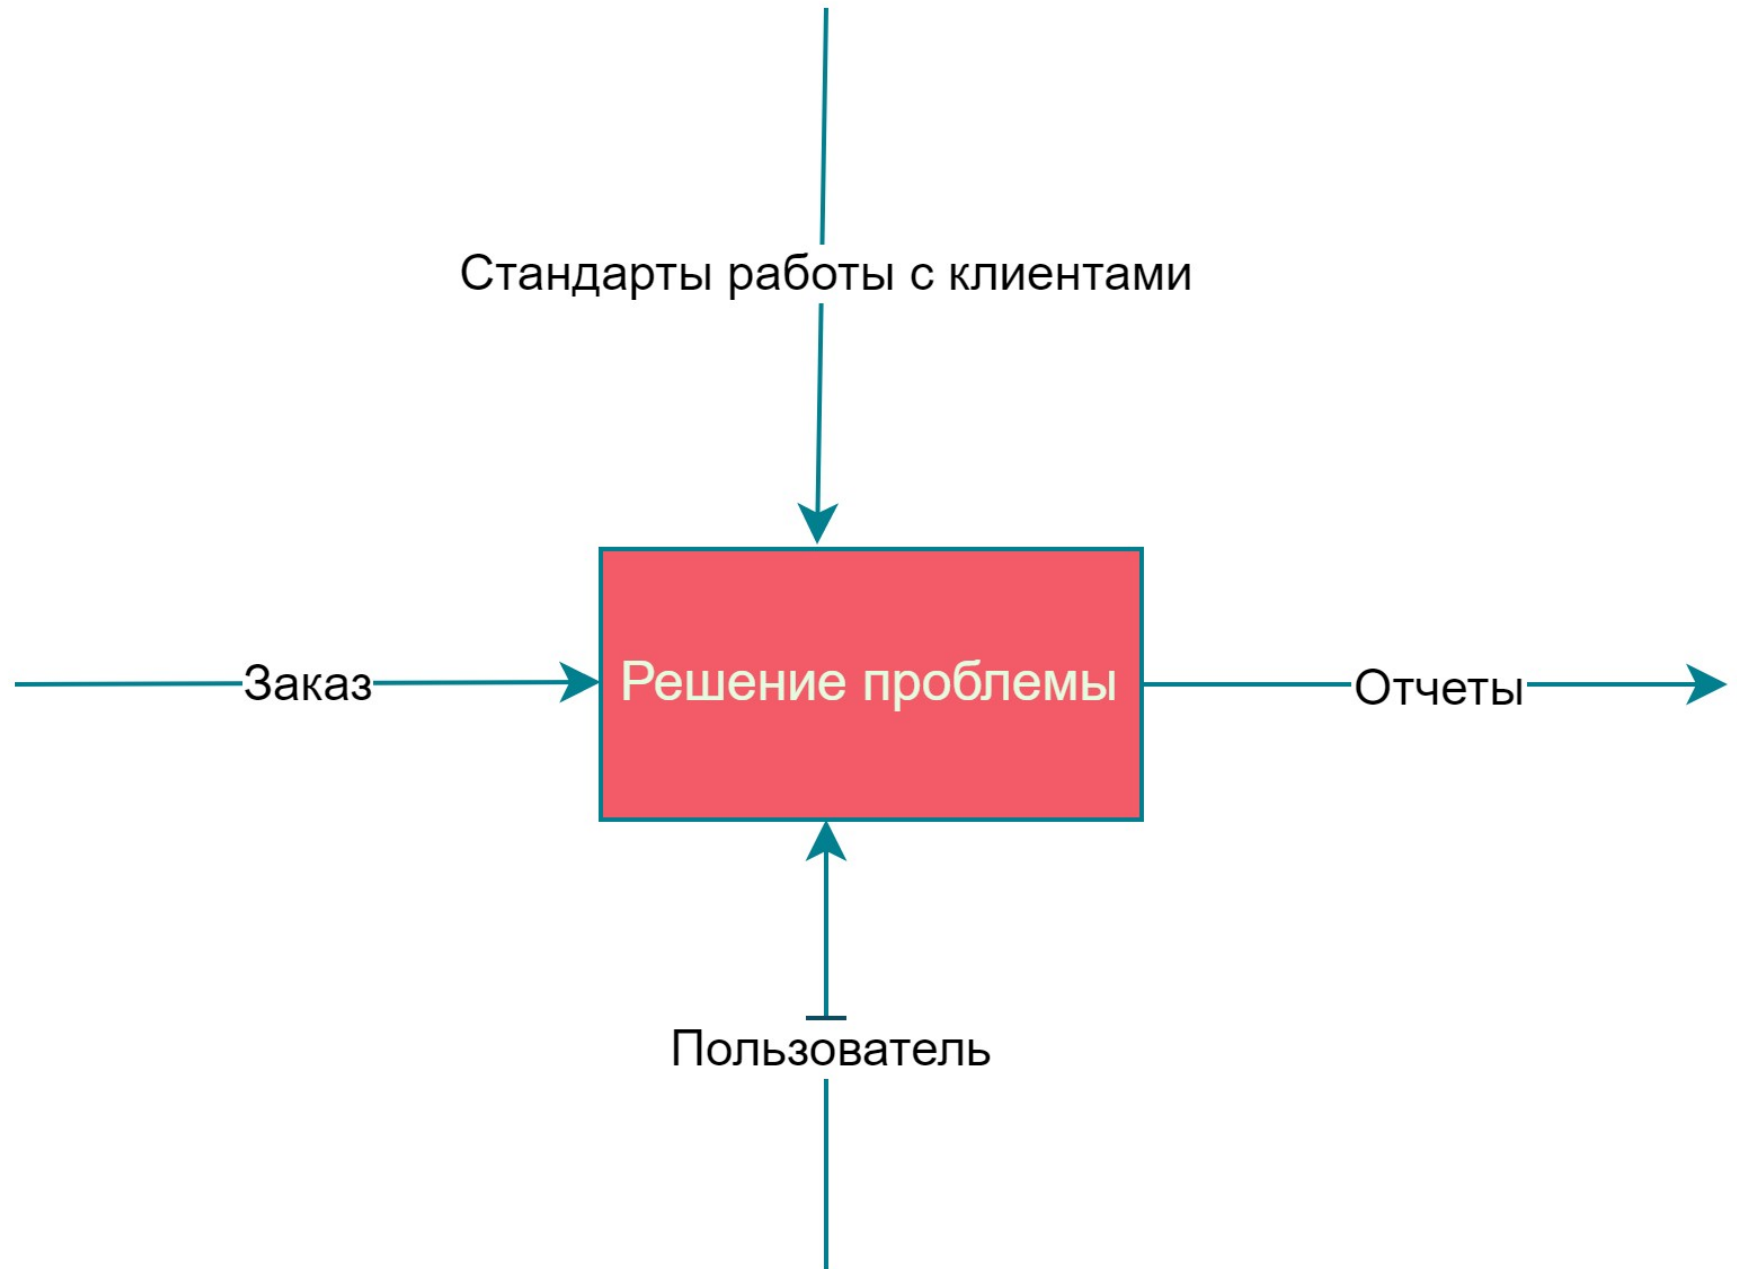 Стандарты работы с клиентами
Заказ
Решение проблемы
Отчеты
Пользователь